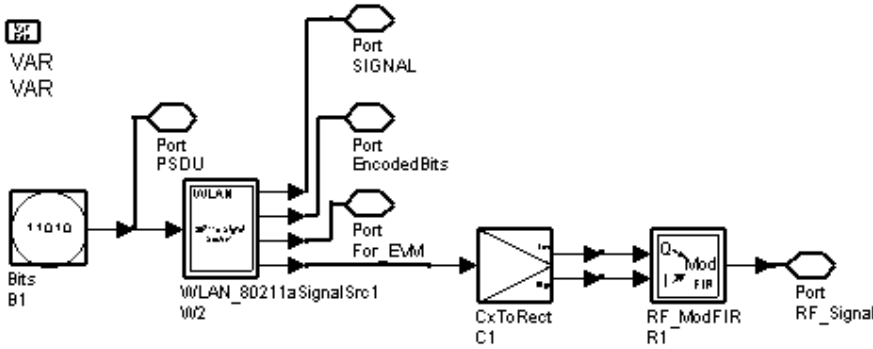 VAR
VAR
Port
SIGNAL
Port
PSDU
Port
EncodedBits
WLAN
11010
Port
For_EVM
Q
Mod
I
FIR
Bits
B1
WLAN_80211aSignalSrc1
W2
CxToRect
C1
RF_ModFIR
R1
Port
RF_Signal